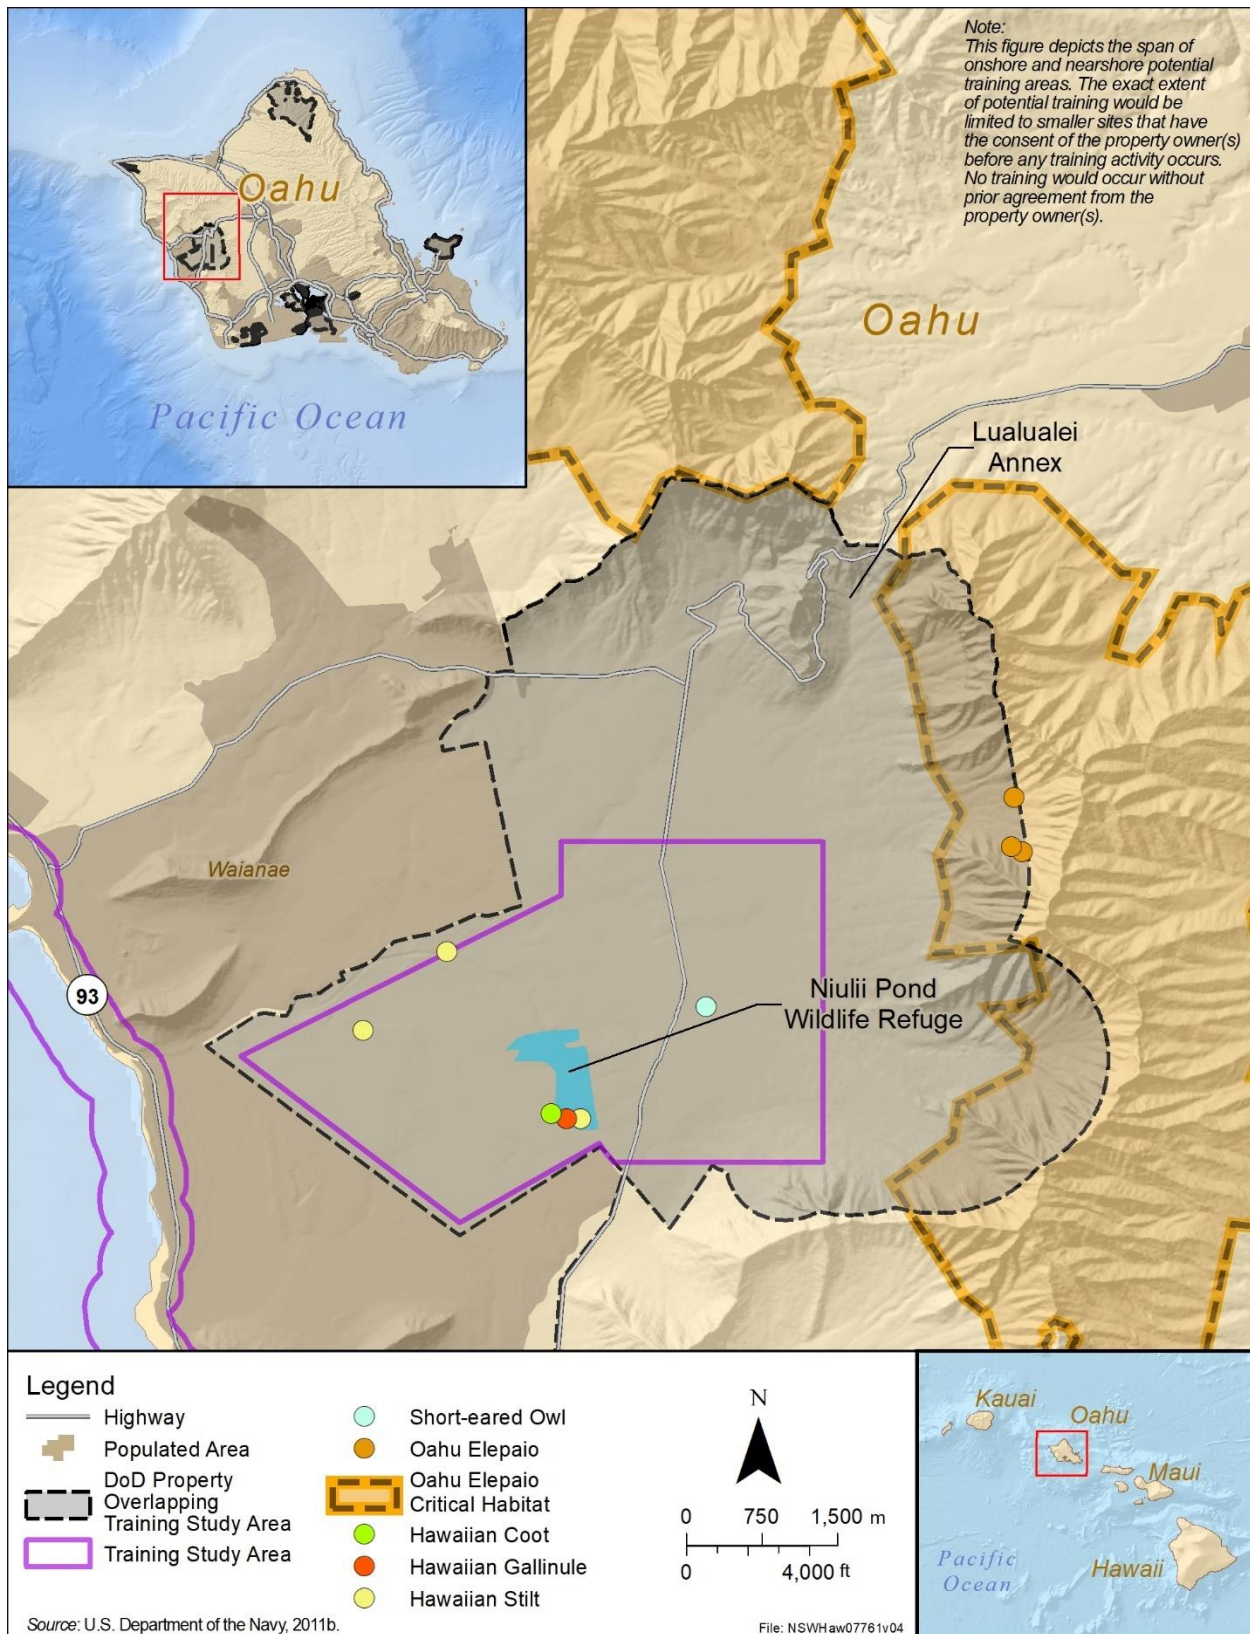 Note:
This figure depicts the span of
onshore and nearshore potential
training areas. The exact extent
of potential training would be
limited to smaller sites that have
the consent of the property owner(s)
before any training activity occurs.
No training would occur without
prior agreement from the
property owner(s).
Oahu
Pacific Ocean
Oahu
Lualualei
Annex
Waianae
Niulii Pond
Wildlife Refuge
93
Legend
Highway
Populated Area
DoD Property
Overlapping
Training Study Area
Training Study Area
Short-eared Owl
Oahu Elepaio
Oahu Elepaio
Critical Habitat
Hawaiian Coot
Hawaiian Gallinule
Hawaiian Stilt
N
0 750 1,500 m
0 4,000 ft
Source: U.S. Department of the Navy, 2011b.
File: NSWHaw07761v04
Kauai
Oahu
Maui
Hawaii
Pacific
Ocean